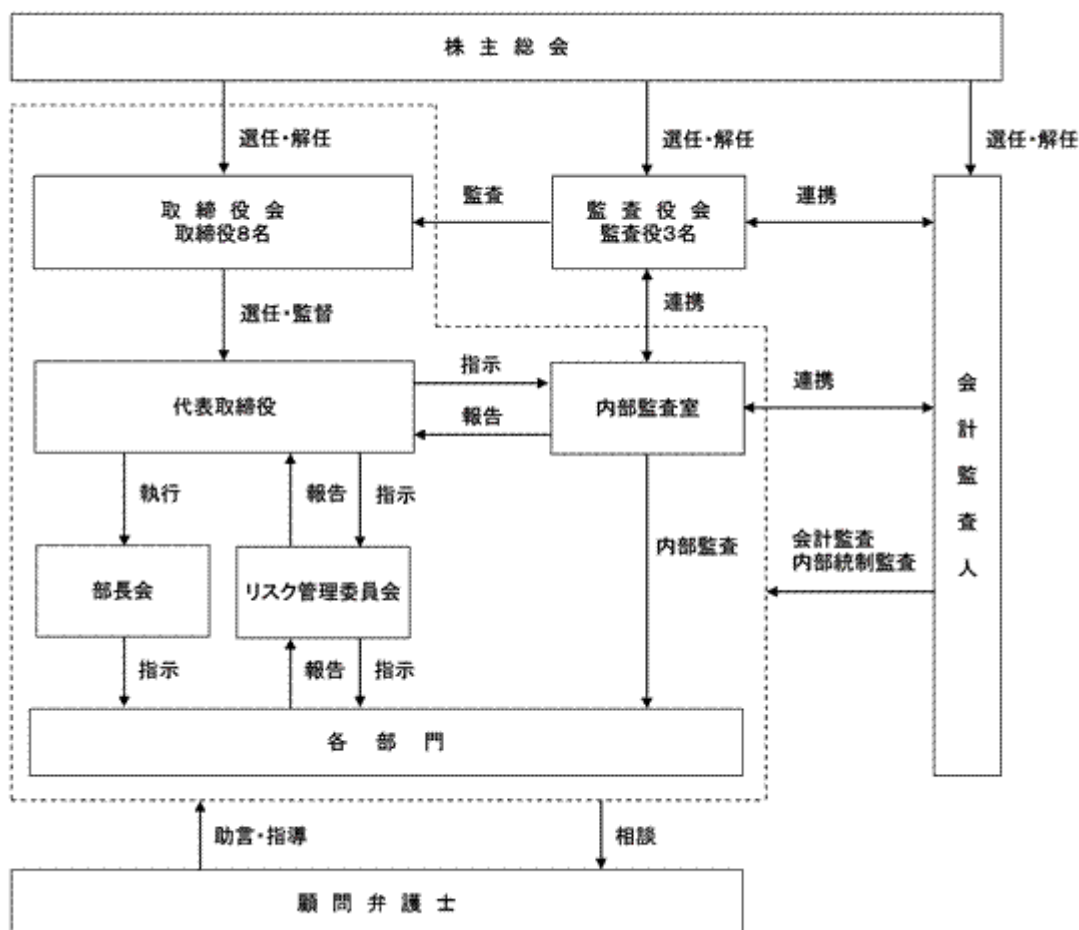 株主総会
選任・解任
選任・解任
選任・解任
取締役会
取締役8名
監査
監査役会
監査役3名
連携
選任・監督
連携
代表取締役
指示
報告
内部監査室
連携
会計監査人
執行
報告
指示
内部監査
会計監査
内部統制監査
部長会
リスク管理委員会
指示
報告
指示
各部門
助言・指導
相談
顧問弁護士